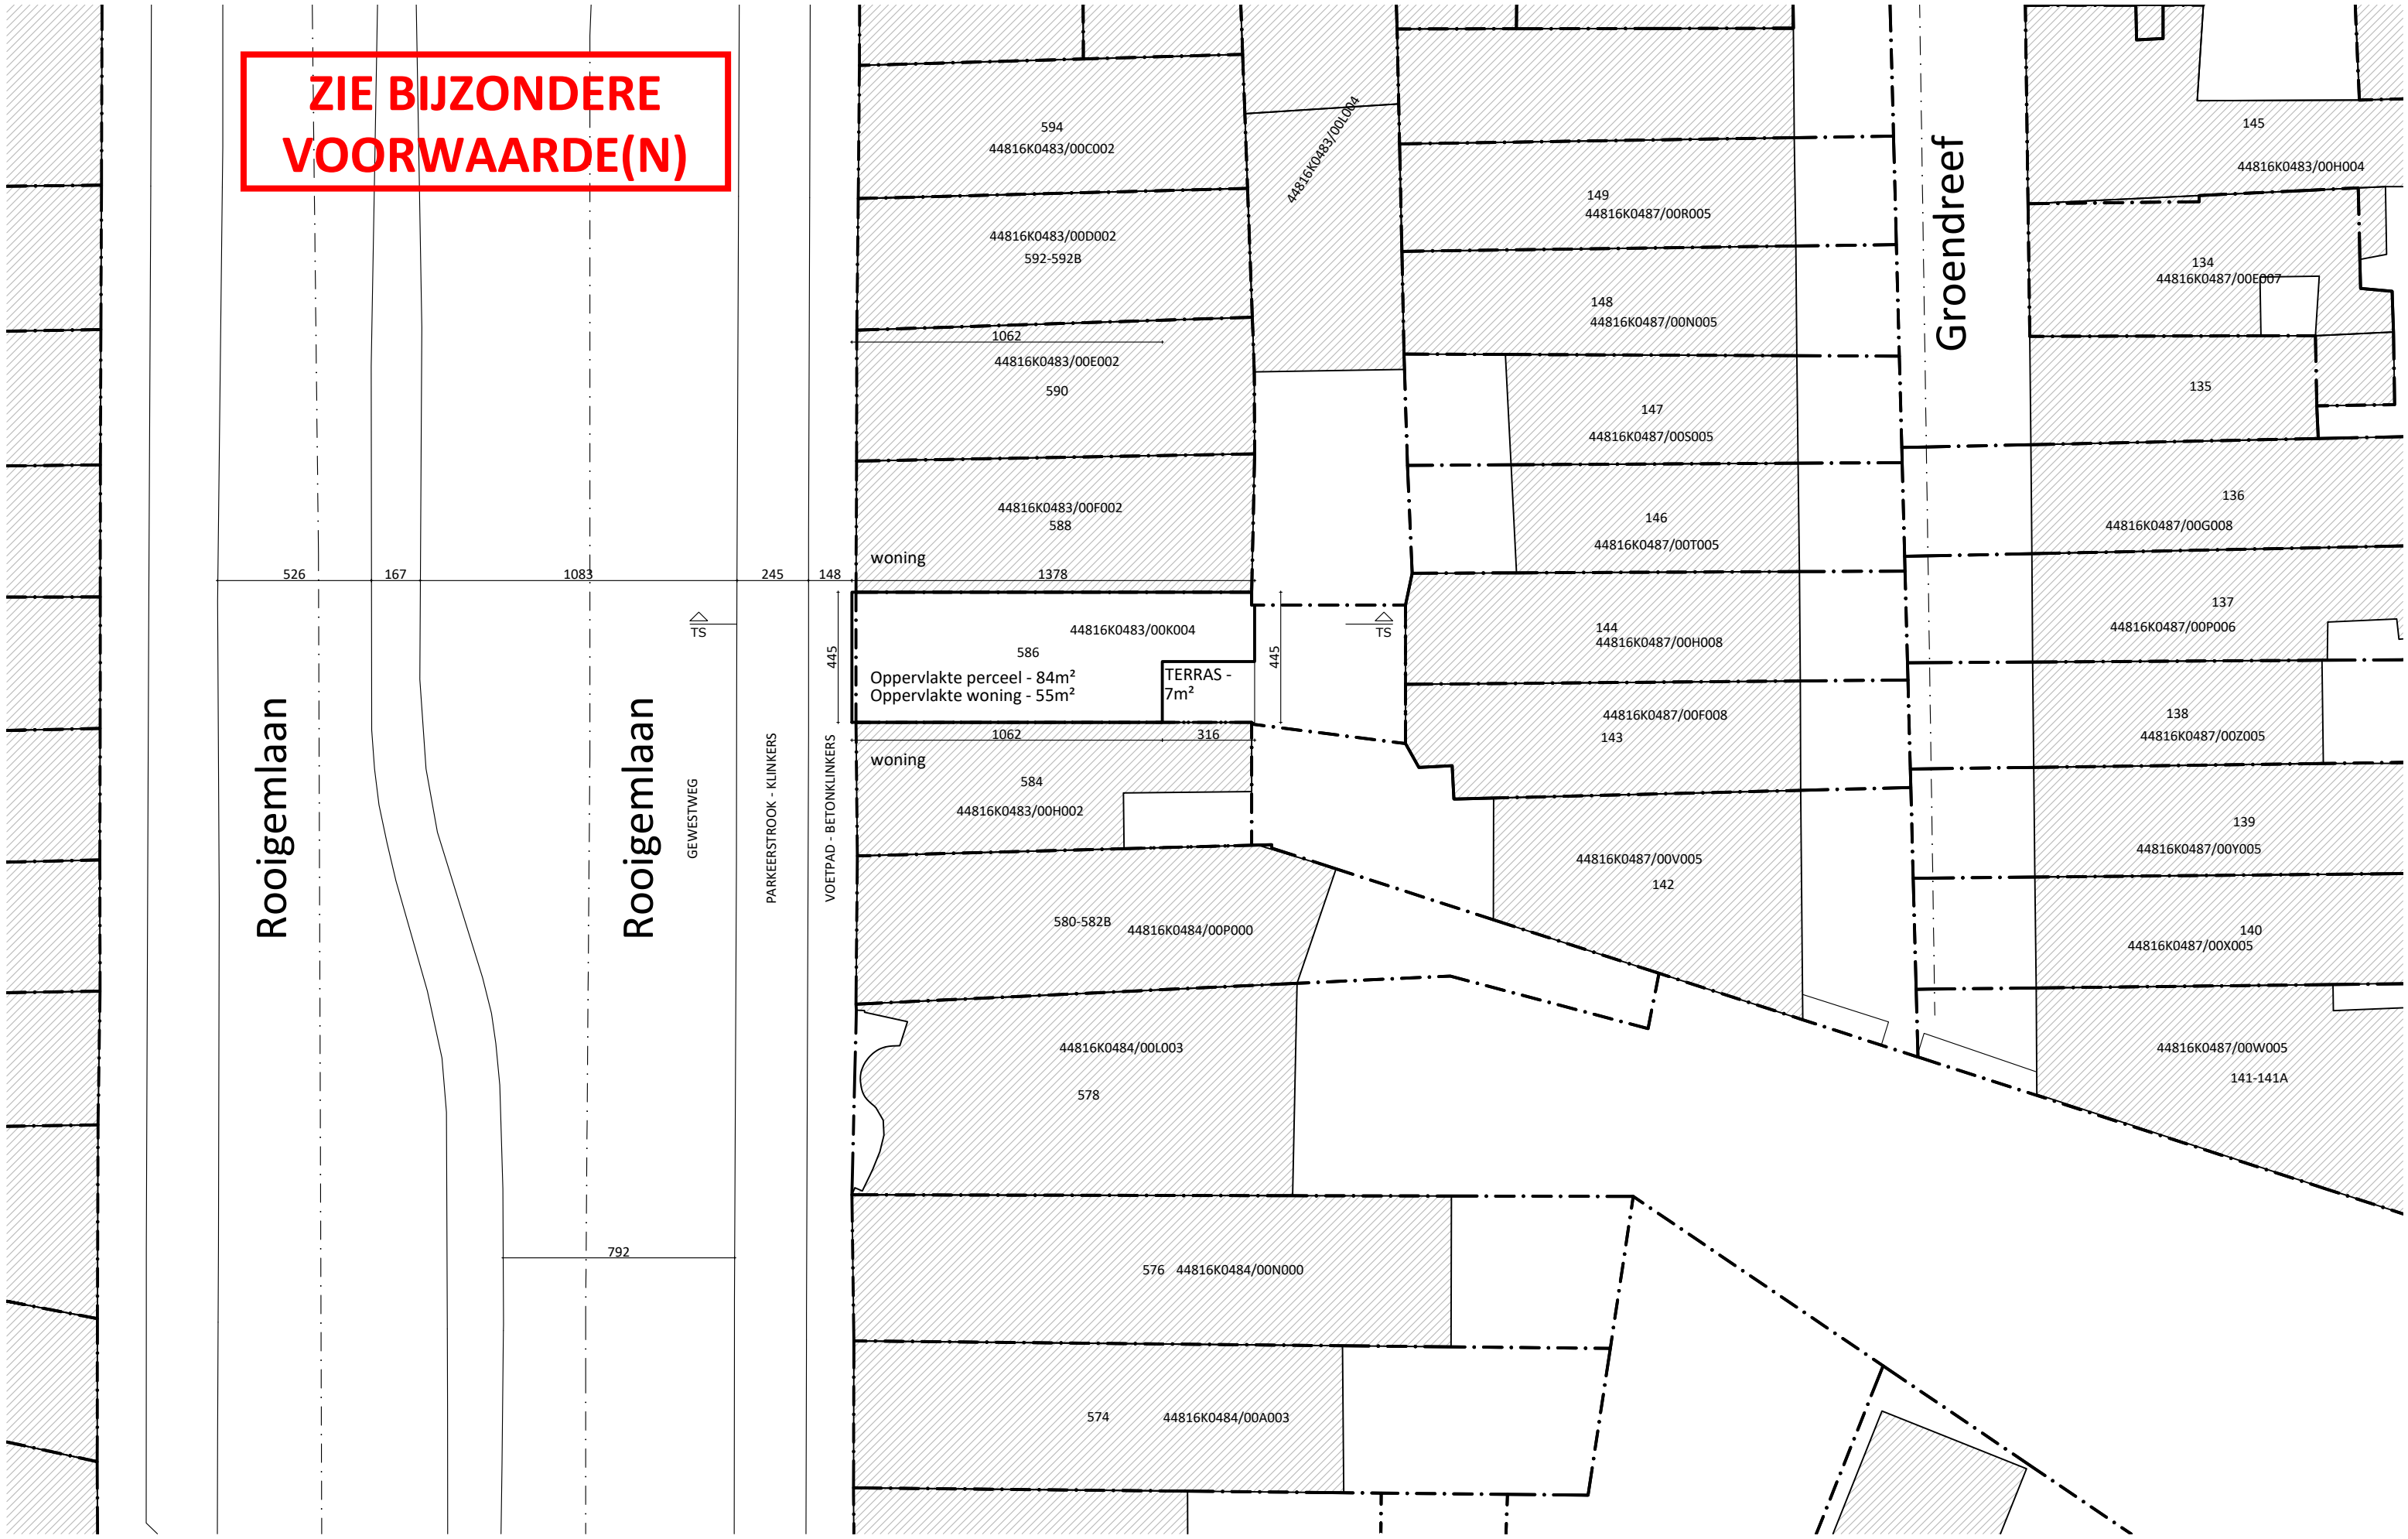 ZIE BIJZONDERE
VOORWAARDE(N)
594
44816K0483/00C002
44816K0483/00L004
44816K0483/00D002
592-592B
1062
44816K0483/00E002
590
44816K0483/00F002
588
woning
526
167
1083
245
148
1378
TS
44816K0483/00K004
586
Oppervlakte perceel - 84m²
Oppervlakte woning - 55m²
TERRAS -
7m²
445
445
TS
1062
316
woning
584
44816K0483/00H002
Rooigemlaan
Rooigemlaan
GEWESTWEG
PARKEERSTROOK - KLINKERS
VOETPAD - BETONKLINKERS
580-582B
44816K0484/00P000
44816K0484/00L003
578
792
576
44816K0484/00N000
574
44816K0484/00A003
149
44816K0487/00R005
148
44816K0487/00N005
147
44816K0487/00S005
146
44816K0487/00T005
144
44816K0487/00H008
44816K0487/00F008
143
44816K0487/00V005
142
Groendreef
145
44816K0483/00H004
134
44816K0487/00E007
135
136
44816K0487/00G008
137
44816K0487/00P006
138
44816K0487/00Z005
139
44816K0487/00Y005
140
44816K0487/00X005
44816K0487/00W005
141-141A